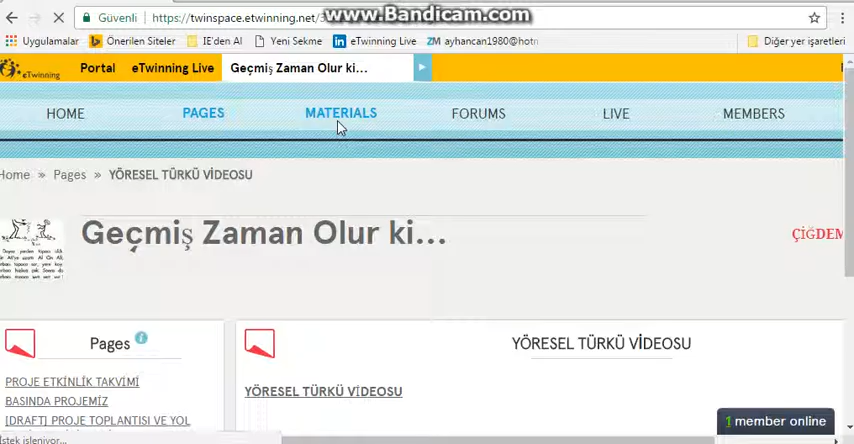 www.Bandicam.com
Güvenli https://twinspace.etwinning.net/3
Uygulamalar Önerilen Siteler IE'den Al Yeni Sekme eTwinning Live ZM ayhancan1980@hotm Diğer yer işaretleri
eTwinning Portal eTwinning Live Geçmiş Zaman Olur ki...
HOME PAGES MATERIALS FORUMS LIVE MEMBERS
Home » Pages » YÖRESEL TÜRKÜ VİDEOSU
Geçmiş Zaman Olur ki...
ÇİĞDEM
Pages i
YÖRESEL TÜRKÜ VİDEOSU
PROJE ETKİNLİK TAKVİMİ
BASINDA PROJEMİZ
[DRAFT] PROJE TOPLANTISI VE YOL
YÖRESEL TÜRKÜ VİDEOSU
1 member online
İstek işleniyor...